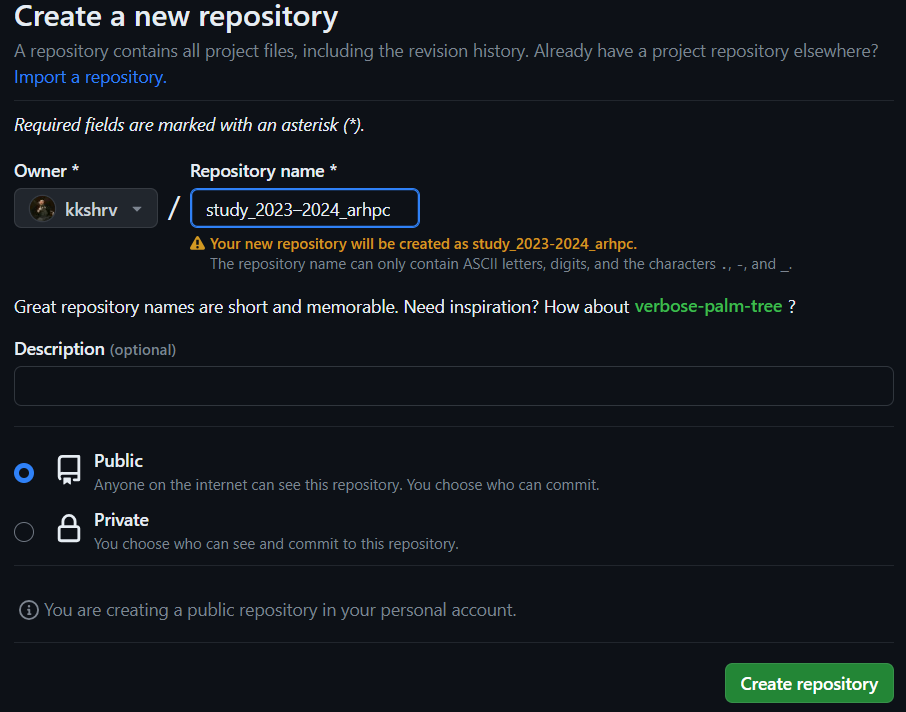 Create a new repository
A repository contains all project files, including the revision history. Already have a project repository elsewhere?
Import a repository.
Required fields are marked with an asterisk (*).
Owner * Repository name *
kkshrv / study_2023–2024_arhpc
Your new repository will be created as study_2023-2024_arhpc.
The repository name can only contain ASCII letters, digits, and the characters ., -, and _.
Great repository names are short and memorable. Need inspiration? How about verbose-palm-tree ?
Description (optional)
Public
Anyone on the internet can see this repository. You choose who can commit.
Private
You choose who can see and commit to this repository.
You are creating a public repository in your personal account.
Create repository